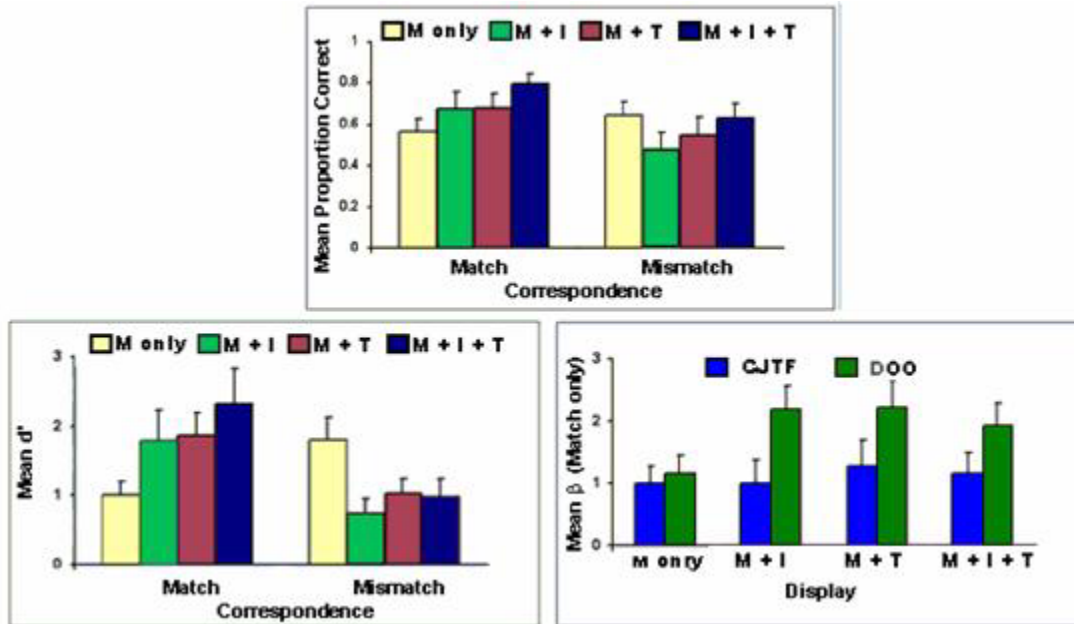 M only M + I M + T M + I + T
Mean Proportion Correct
1
0.8
0.6
0.4
0.2
0
Match Mismatch
Correspondence
M only M + I M + T M + I + T
Mean d'
3
2
1
0
Match Mismatch
Correspondence
CJTF DOO
Mean β (Match only)
3
2
1
0
M only M + I M + T M + I + T
Display